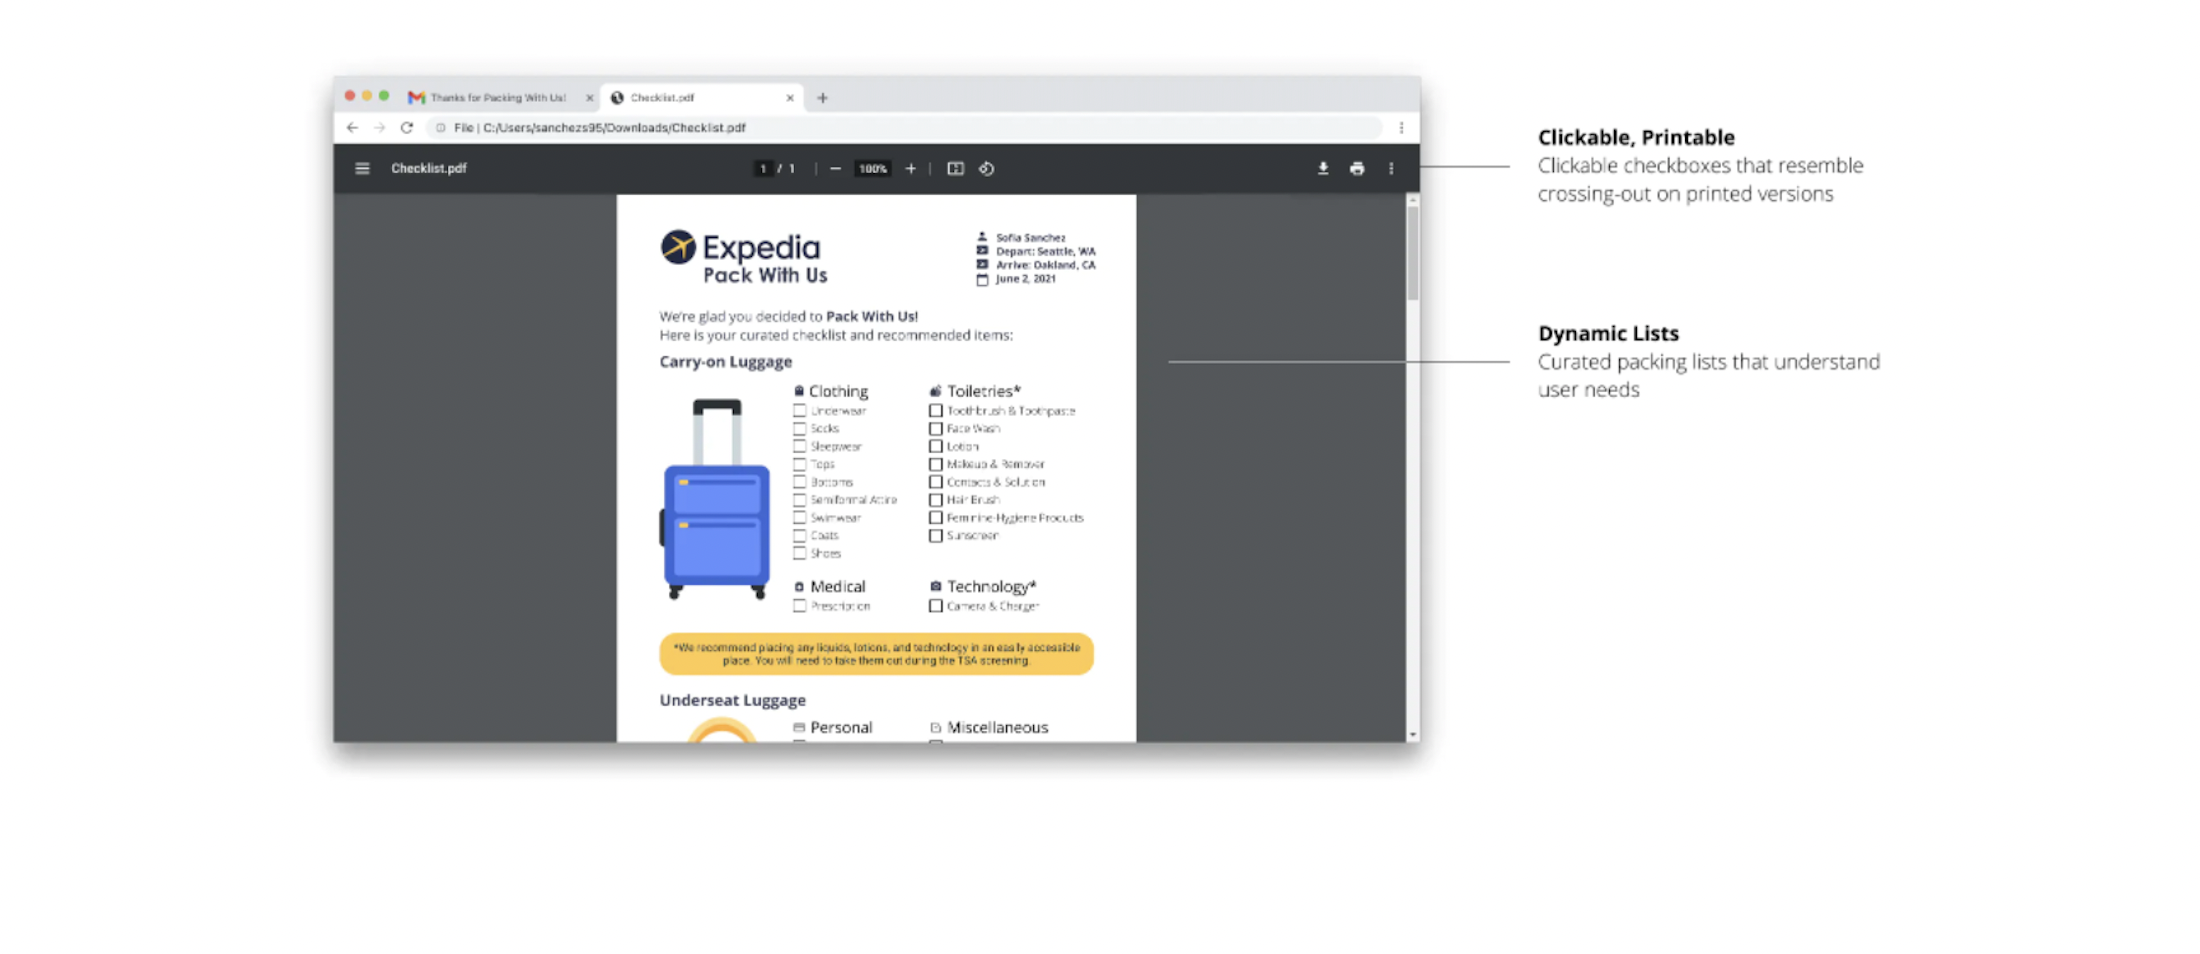 Thanks for Packing With Us!
Checklist.pdf
File | C:/Users/sanchezs95/Downloads/Checklist.pdf
Checklist.pdf
1 / 1
100%
Expedia
Pack With Us
Sofia Sanchez
Depart: Seattle, WA
Arrive: Oakland, CA
June 2, 2021
We're glad you decided to Pack With Us!
Here is your curated checklist and recommended items:
Carry-on Luggage
Clothing
Underwear
Socks
Sleepwear
Tops
Bottoms
Semiformal Attire
Swimwear
Coats
Shoes
Toiletries*
Toothbrush & Toothpaste
Face Wash
Lotion
Makeup & Remover
Contacts & Solution
Hair Brush
Feminine-Hygiene Products
Sunscreen
Medical
Prescription
Technology*
Camera & Charger
*We recommend placing any liquids, lotions, and technology in an easily accessible
place. You will need to take them out during the TSA screening.
Underseat Luggage
Personal
Miscellaneous
Clickable, Printable
Clickable checkboxes that resemble
crossing-out on printed versions
Dynamic Lists
Curated packing lists that understand
user needs